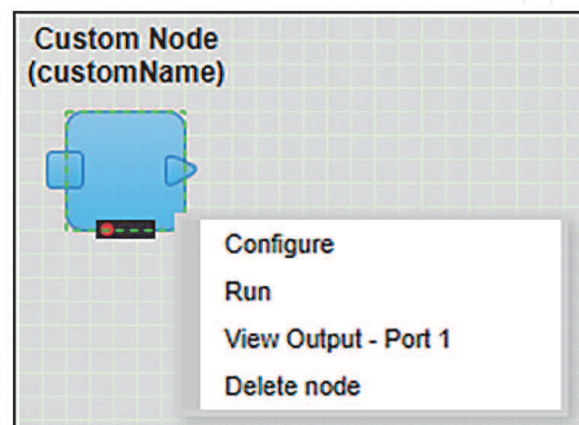 Custom Node
(customName)
Configure
Run
View Output - Port 1
Delete node